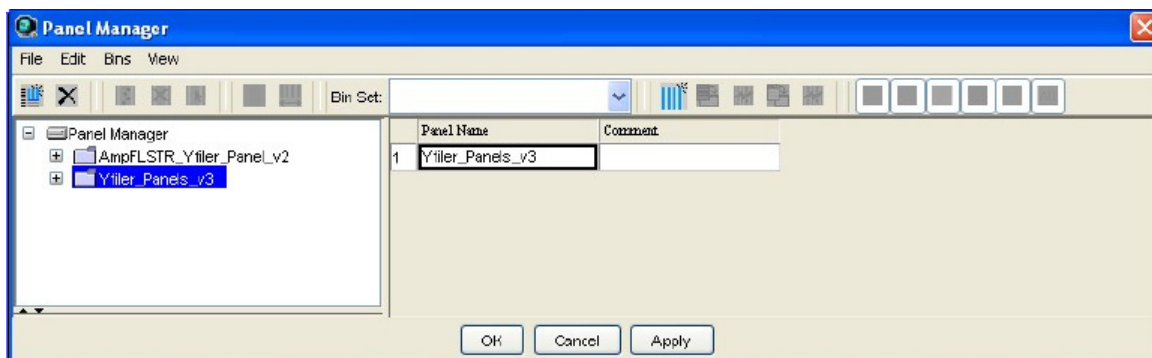 Panel Manager
File Edit Bins View
Bin Set:
Panel Manager
AmpFLSTR_Yfiler_Panel_v2
Yfiler_Panels_v3
Panel Name Comment
1 Yfiler_Panels_v3
OK Cancel Apply